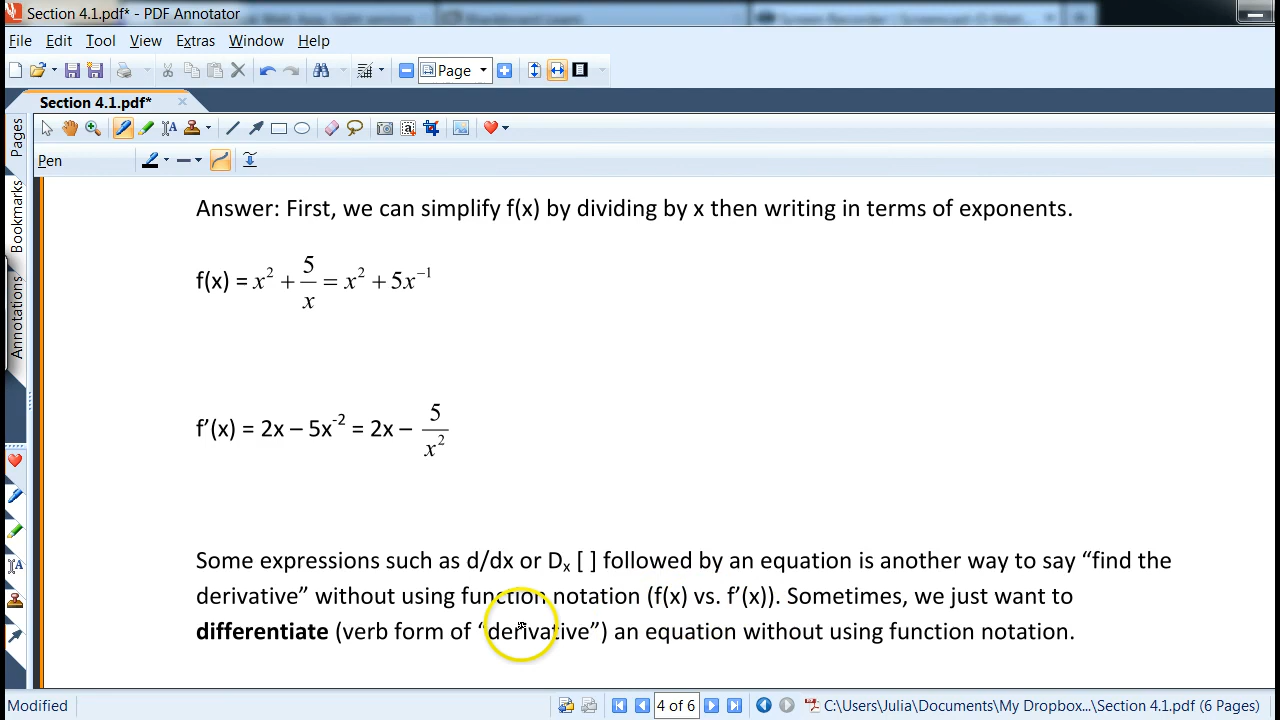 Section 4.1.pdf* - PDF Annotator
File Edit Tool View Extras Window Help
Page
Section 4.1.pdf*
Pen
Pages
Bookmarks
Annotations
Answer: First, we can simplify f(x) by dividing by x then writing in terms of exponents.
f(x) = x² + 5/x = x² + 5x⁻¹
f’(x) = 2x – 5x⁻² = 2x – 5/x²
Some expressions such as d/dx or Dₓ [ ] followed by an equation is another way to say “find the
derivative” without using function notation (f(x) vs. f’(x)). Sometimes, we just want to
differentiate (verb form of “derivative”) an equation without using function notation.
Modified
4 of 6
C:\Users\Julia\Documents\My Dropbox...\Section 4.1.pdf (6 Pages)